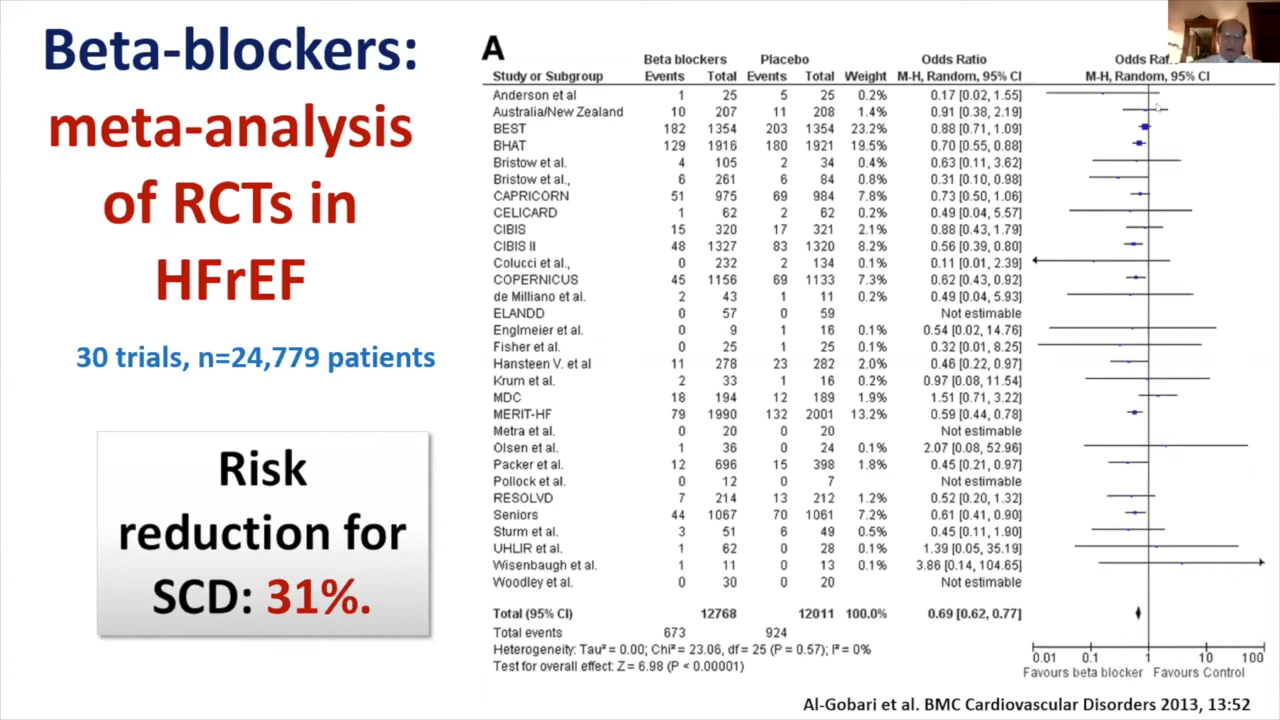 Beta-blockers:
meta-analysis
of RCTs in
HFrEF
30 trials, n=24,779 patients
Risk
reduction for
SCD: 31%.
A
Beta blockers Placebo Odds Ratio Odds
Study or Subgroup Events Total Events Total Weight M-H, Random, 95% CI M-H, Random, 95% CI
Anderson et al 1 25 5 25 0.2% 0.17 [0.02, 1.55]
Australia/New Zealand 10 207 11 208 0.9% 0.91 [0.38, 2.19]
BEST 182 1354 203 1354 23.2% 0.88 [0.71, 1.09]
BHAT 129 1916 180 1921 19.5% 0.70 [0.55, 0.88]
Bristow et al. 4 105 2 34 0.4% 0.63 [0.11, 3.62]
Bristow et al., 6 261 6 84 0.9% 0.31 [0.10, 0.98]
CAPRICORN 51 975 69 984 7.8% 0.73 [0.50, 1.06]
CELICARD 1 62 2 62 0.2% 0.49 [0.04, 5.57]
CIBIS 15 320 17 321 2.1% 0.88 [0.43, 1.79]
CIBIS II 48 1327 83 1320 8.2% 0.56 [0.39, 0.80]
Colucci et al., 0 232 2 134 0.1% 0.11 [0.01, 2.39]
COPERNICUS 45 1156 69 1133 7.3% 0.62 [0.43, 0.92]
de Milliano et al. 2 43 1 11 0.2% 0.49 [0.04, 5.93]
ELANDD 0 57 0 59 Not estimable
Englmeier et al. 0 9 1 16 0.1% 0.54 [0.02, 14.76]
Fisher et al. 0 25 1 25 0.1% 0.32 [0.01, 8.25]
Hansteen V. et al 11 278 23 282 2.0% 0.46 [0.22, 0.97]
Krum et al. 2 33 1 16 0.2% 0.97 [0.08, 11.54]
MDC 18 194 12 189 1.9% 1.51 [0.71, 3.22]
MERIT-HF 79 1990 132 2001 13.2% 0.59 [0.44, 0.78]
Metra et al. 0 20 0 20 Not estimable
Olsen et al. 1 36 0 24 0.1% 2.07 [0.08, 52.96]
Packer et al. 12 696 15 398 1.8% 0.45 [0.21, 0.97]
Pollock et al. 0 12 0 7 Not estimable
RESOLVD 7 214 13 212 1.2% 0.52 [0.20, 1.32]
Seniors 44 1067 70 1061 7.2% 0.61 [0.41, 0.90]
Sturm et al. 3 51 6 49 0.5% 0.45 [0.11, 1.90]
UHLIR et al. 1 62 0 28 0.1% 1.39 [0.05, 35.19]
Wisenbaugh et al. 1 11 0 13 0.1% 3.86 [0.14, 104.65]
Woodley et al. 0 30 0 20 Not estimable
Total (95% CI) 12768 12011 100.0% 0.69 [0.62, 0.77]
Total events 673 924
Heterogeneity: Tau² = 0.00; Chi² = 23.06, df = 25 (P = 0.57); I² = 0%
Test for overall effect: Z = 6.98 (P < 0.00001)
0.01 0.1 1 10 100
Favours beta blocker Favours Control
Al-Gobari et al. BMC Cardiovascular Disorders 2013, 13:52